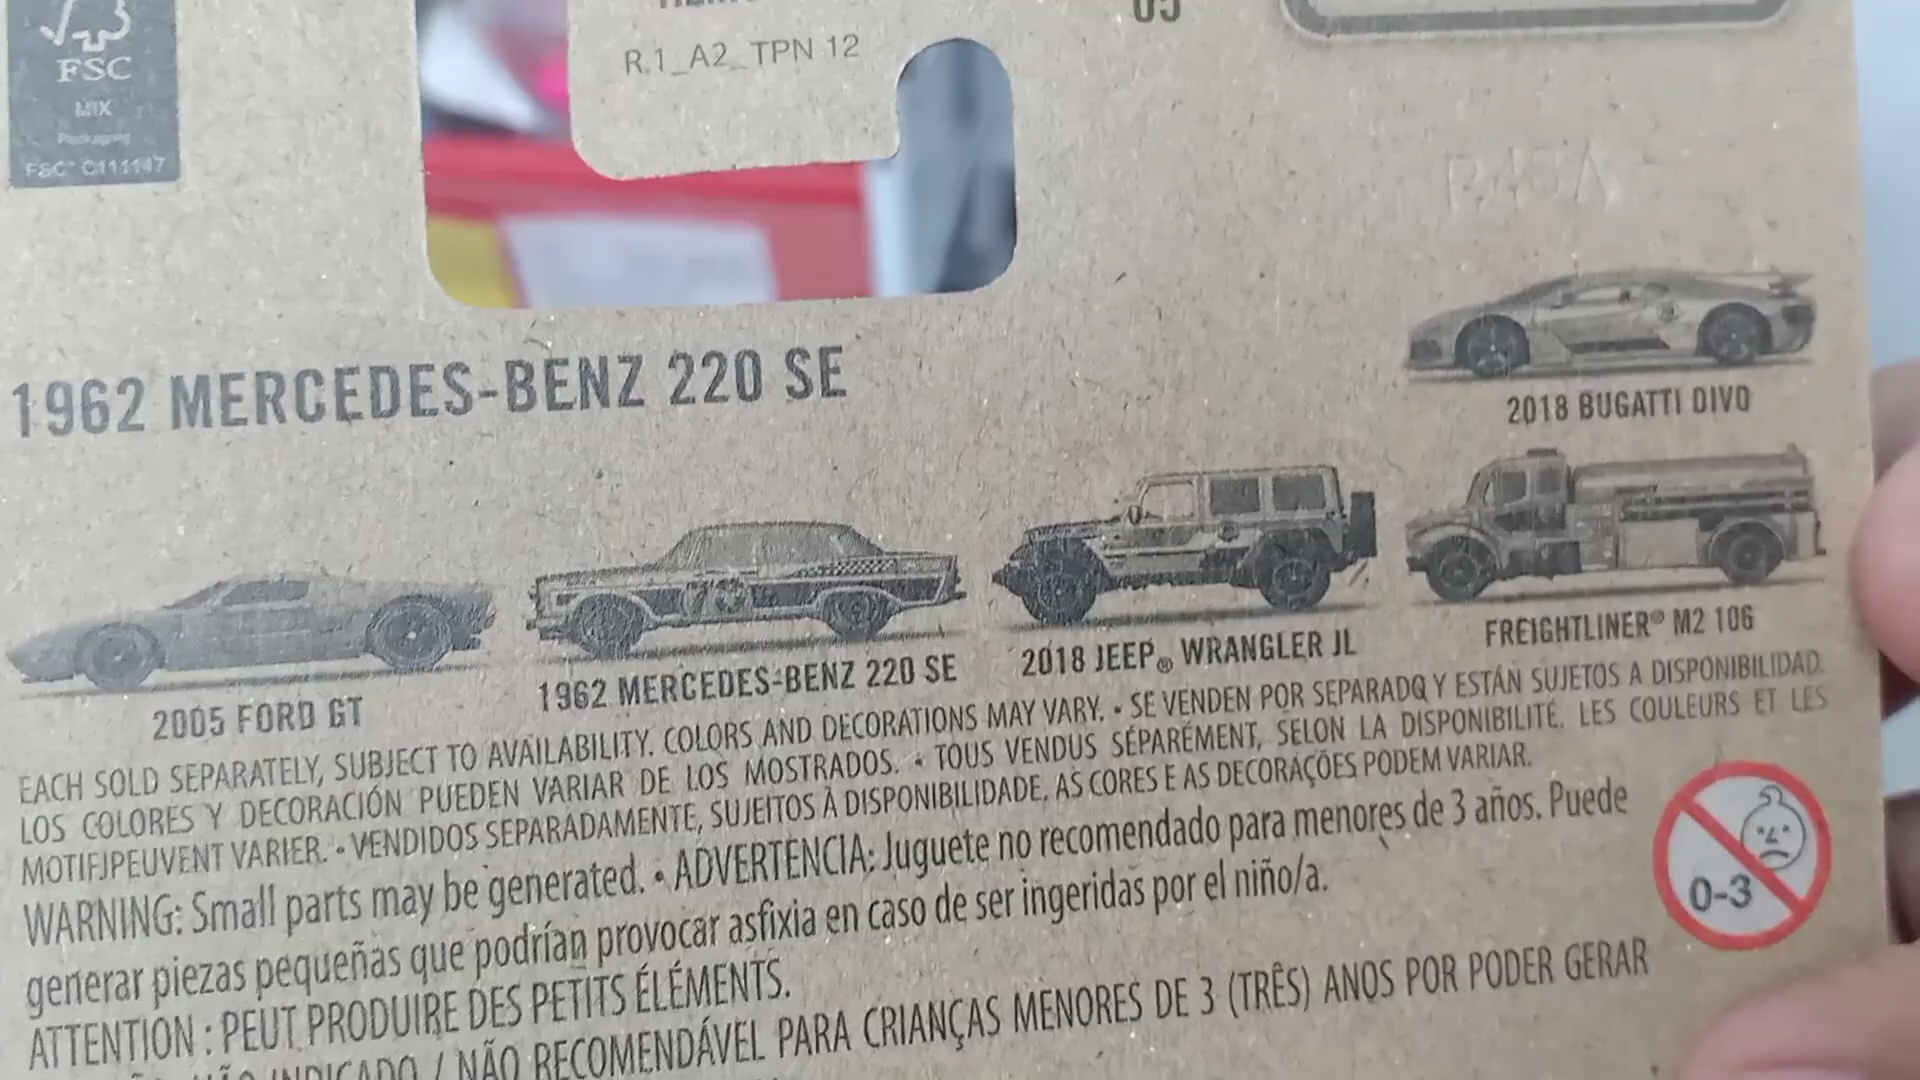 05
R.1_A2_TPN 12
FSC
MIX
Packaging
FSC™ C111147
1962 MERCEDES-BENZ 220 SE
2018 BUGATTI DIVO
FREIGHTLINER® M2 106
2018 JEEP® WRANGLER JL
1962 MERCEDES-BENZ 220 SE
2005 FORD GT
EACH SOLD SEPARATELY, SUBJECT TO AVAILABILITY. COLORS AND DECORATIONS MAY VARY. • SE VENDEN POR SEPARADO Y ESTÁN SUJETOS A DISPONIBILIDAD.
LOS COLORES Y DECORACIÓN PUEDEN VARIAR DE LOS MOSTRADOS. • TOUS VENDUS SÉPARÉMENT, SELON LA DISPONIBILITÉ. LES COULEURS ET LES
MOTIFS PEUVENT VARIER. • VENDIDOS SEPARADAMENTE, SUJEITOS À DISPONIBILIDADE. AS CORES E AS DECORAÇÕES PODEM VARIAR.
WARNING: Small parts may be generated. • ADVERTENCIA: Juguete no recomendado para menores de 3 años. Puede
generar piezas pequeñas que podrían provocar asfixia en caso de ser ingeridas por el niño/a.
ATTENTION : PEUT PRODUIRE DES PETITS ÉLÉMENTS.
INDICADO / NÃO RECOMENDÁVEL PARA CRIANÇAS MENORES DE 3 (TRÊS) ANOS POR PODER GERAR
0-3